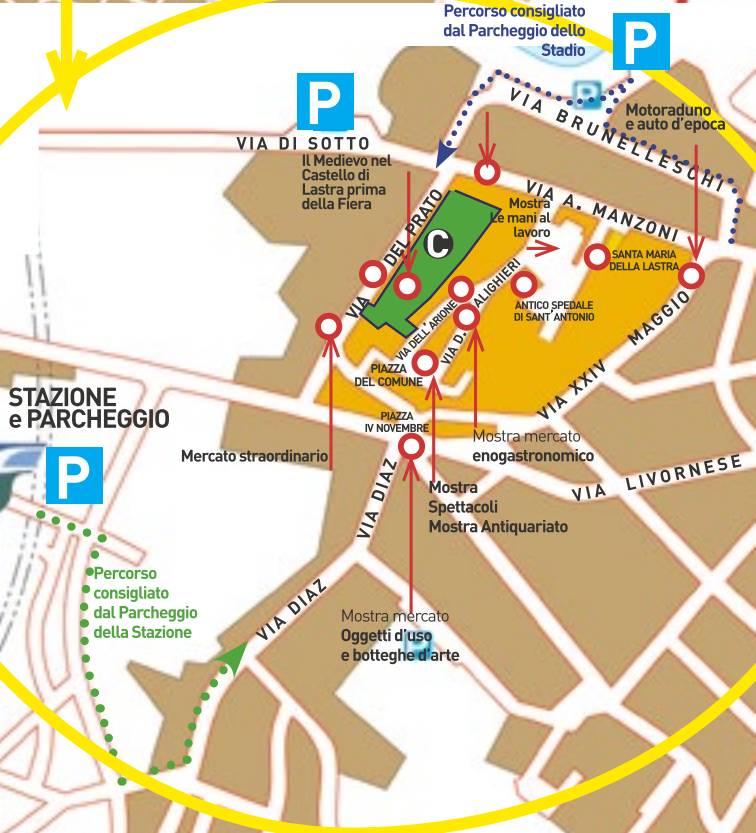 Percorso consigliato
dal Parcheggio dello
Stadio
P
P
P
Motoraduno
e auto d'epoca
VIA BRUNELLESCHI
VIA DI SOTTO
Il Medievo nel
Castello di
Lastra prima
della Fiera
VIA A. MANZONI
Mostra
Le mani al
lavoro
VIA DEL PRATO
C
SANTA MARIA
DELLA LASTRA
ANTICO SPEDALE
DI SANT'ANTONIO
VIA DELL'ARIONE
VIA D. ALIGHIERI
VIA XXIV MAGGIO
PIAZZA
DEL COMUNE
STAZIONE
e PARCHEGGIO
P
PIAZZA
IV NOVEMBRE
Mercato straordinario
Mostra mercato
enogastronomico
VIA LIVORNESE
VIA DIAZ
Mostra
Spettacoli
Mostra Antiquariato
Percorso
consigliato
dal Parcheggio
della Stazione
VIA DIAZ
Mostra mercato
Oggetti d'uso
e botteghe d'arte
P